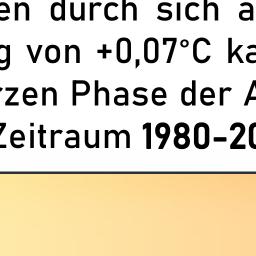 en durch sich a
g von +0,07°C ka
rzen Phase der A
Zeitraum 1980-20